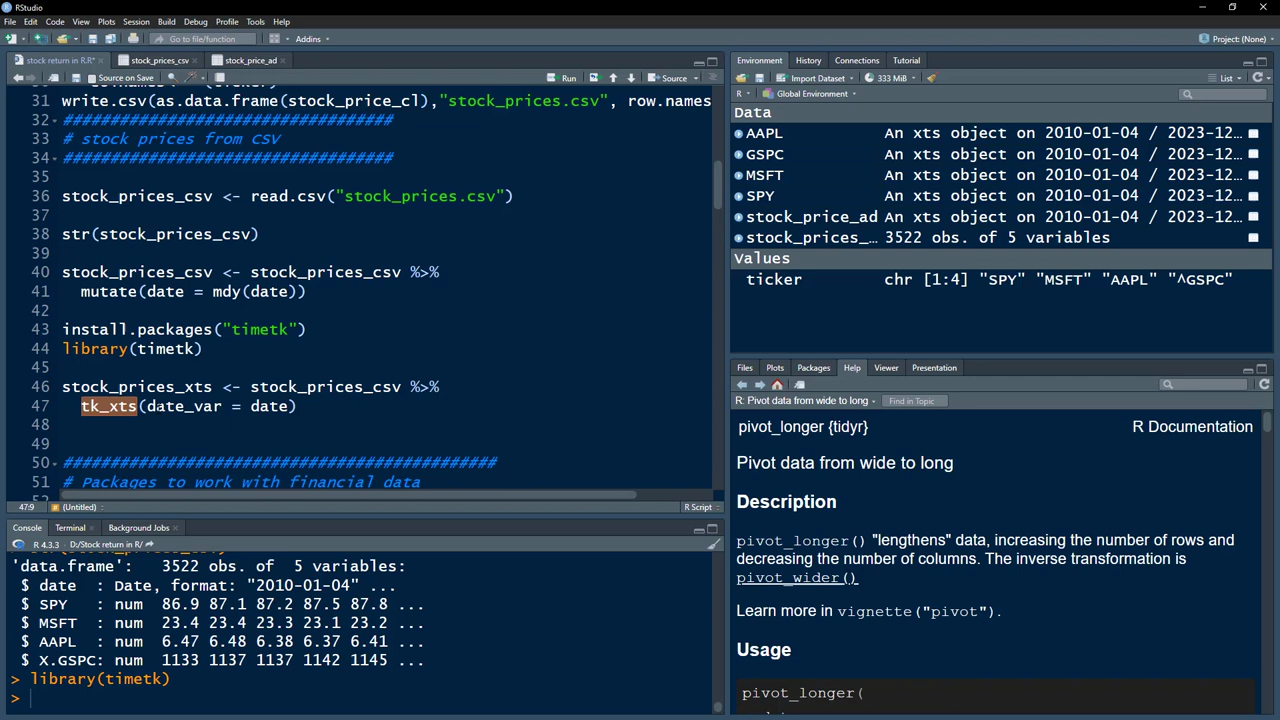 RStudio
File Edit Code View Plots Session Build Debug Profile Tools Help
Go to file/function Addins Project: (None)
stock return in R.R* stock_prices_csv stock_price_ad
Source on Save Run Source
31 write.csv(as.data.frame(stock_price_cl),"stock_prices.csv", row.names
32 ###################################
33 # stock prices from CSV
34 ###################################
35
36 stock_prices_csv <- read.csv("stock_prices.csv")
37
38 str(stock_prices_csv)
39
40 stock_prices_csv <- stock_prices_csv %>%
41 mutate(date = mdy(date))
42
43 install.packages("timetk")
44 library(timetk)
45
46 stock_prices_xts <- stock_prices_csv %>%
47 tk_xts(date_var = date)
48
49
50 ##############################################
51 # Packages to work with financial data
52
47:9 (Untitled) R Script
Console Terminal Background Jobs
R 4.3.3 · D:/Stock return in R/
'data.frame': 3522 obs. of 5 variables:
$ date : Date, format: "2010-01-04" ...
$ SPY : num 86.9 87.1 87.2 87.5 87.8 ...
$ MSFT : num 23.4 23.4 23.3 23.1 23.2 ...
$ AAPL : num 6.47 6.48 6.38 6.37 6.41 ...
$ X.GSPC: num 1133 1137 1137 1142 1145 ...
> library(timetk)
>
Environment History Connections Tutorial
Import Dataset 333 MiB List
R Global Environment
Data
AAPL An xts object on 2010-01-04 / 2023-12…
GSPC An xts object on 2010-01-04 / 2023-12…
MSFT An xts object on 2010-01-04 / 2023-12…
SPY An xts object on 2010-01-04 / 2023-12…
stock_price_ad An xts object on 2010-01-04 / 2023-12…
stock_prices_… 3522 obs. of 5 variables
Values
ticker chr [1:4] "SPY" "MSFT" "AAPL" "^GSPC"
Files Plots Packages Help Viewer Presentation
R: Pivot data from wide to long Find in Topic
pivot_longer {tidyr} R Documentation
Pivot data from wide to long
Description
pivot_longer() "lengthens" data, increasing the number of rows and
decreasing the number of columns. The inverse transformation is
pivot_wider()
Learn more in vignette("pivot").
Usage
pivot_longer(